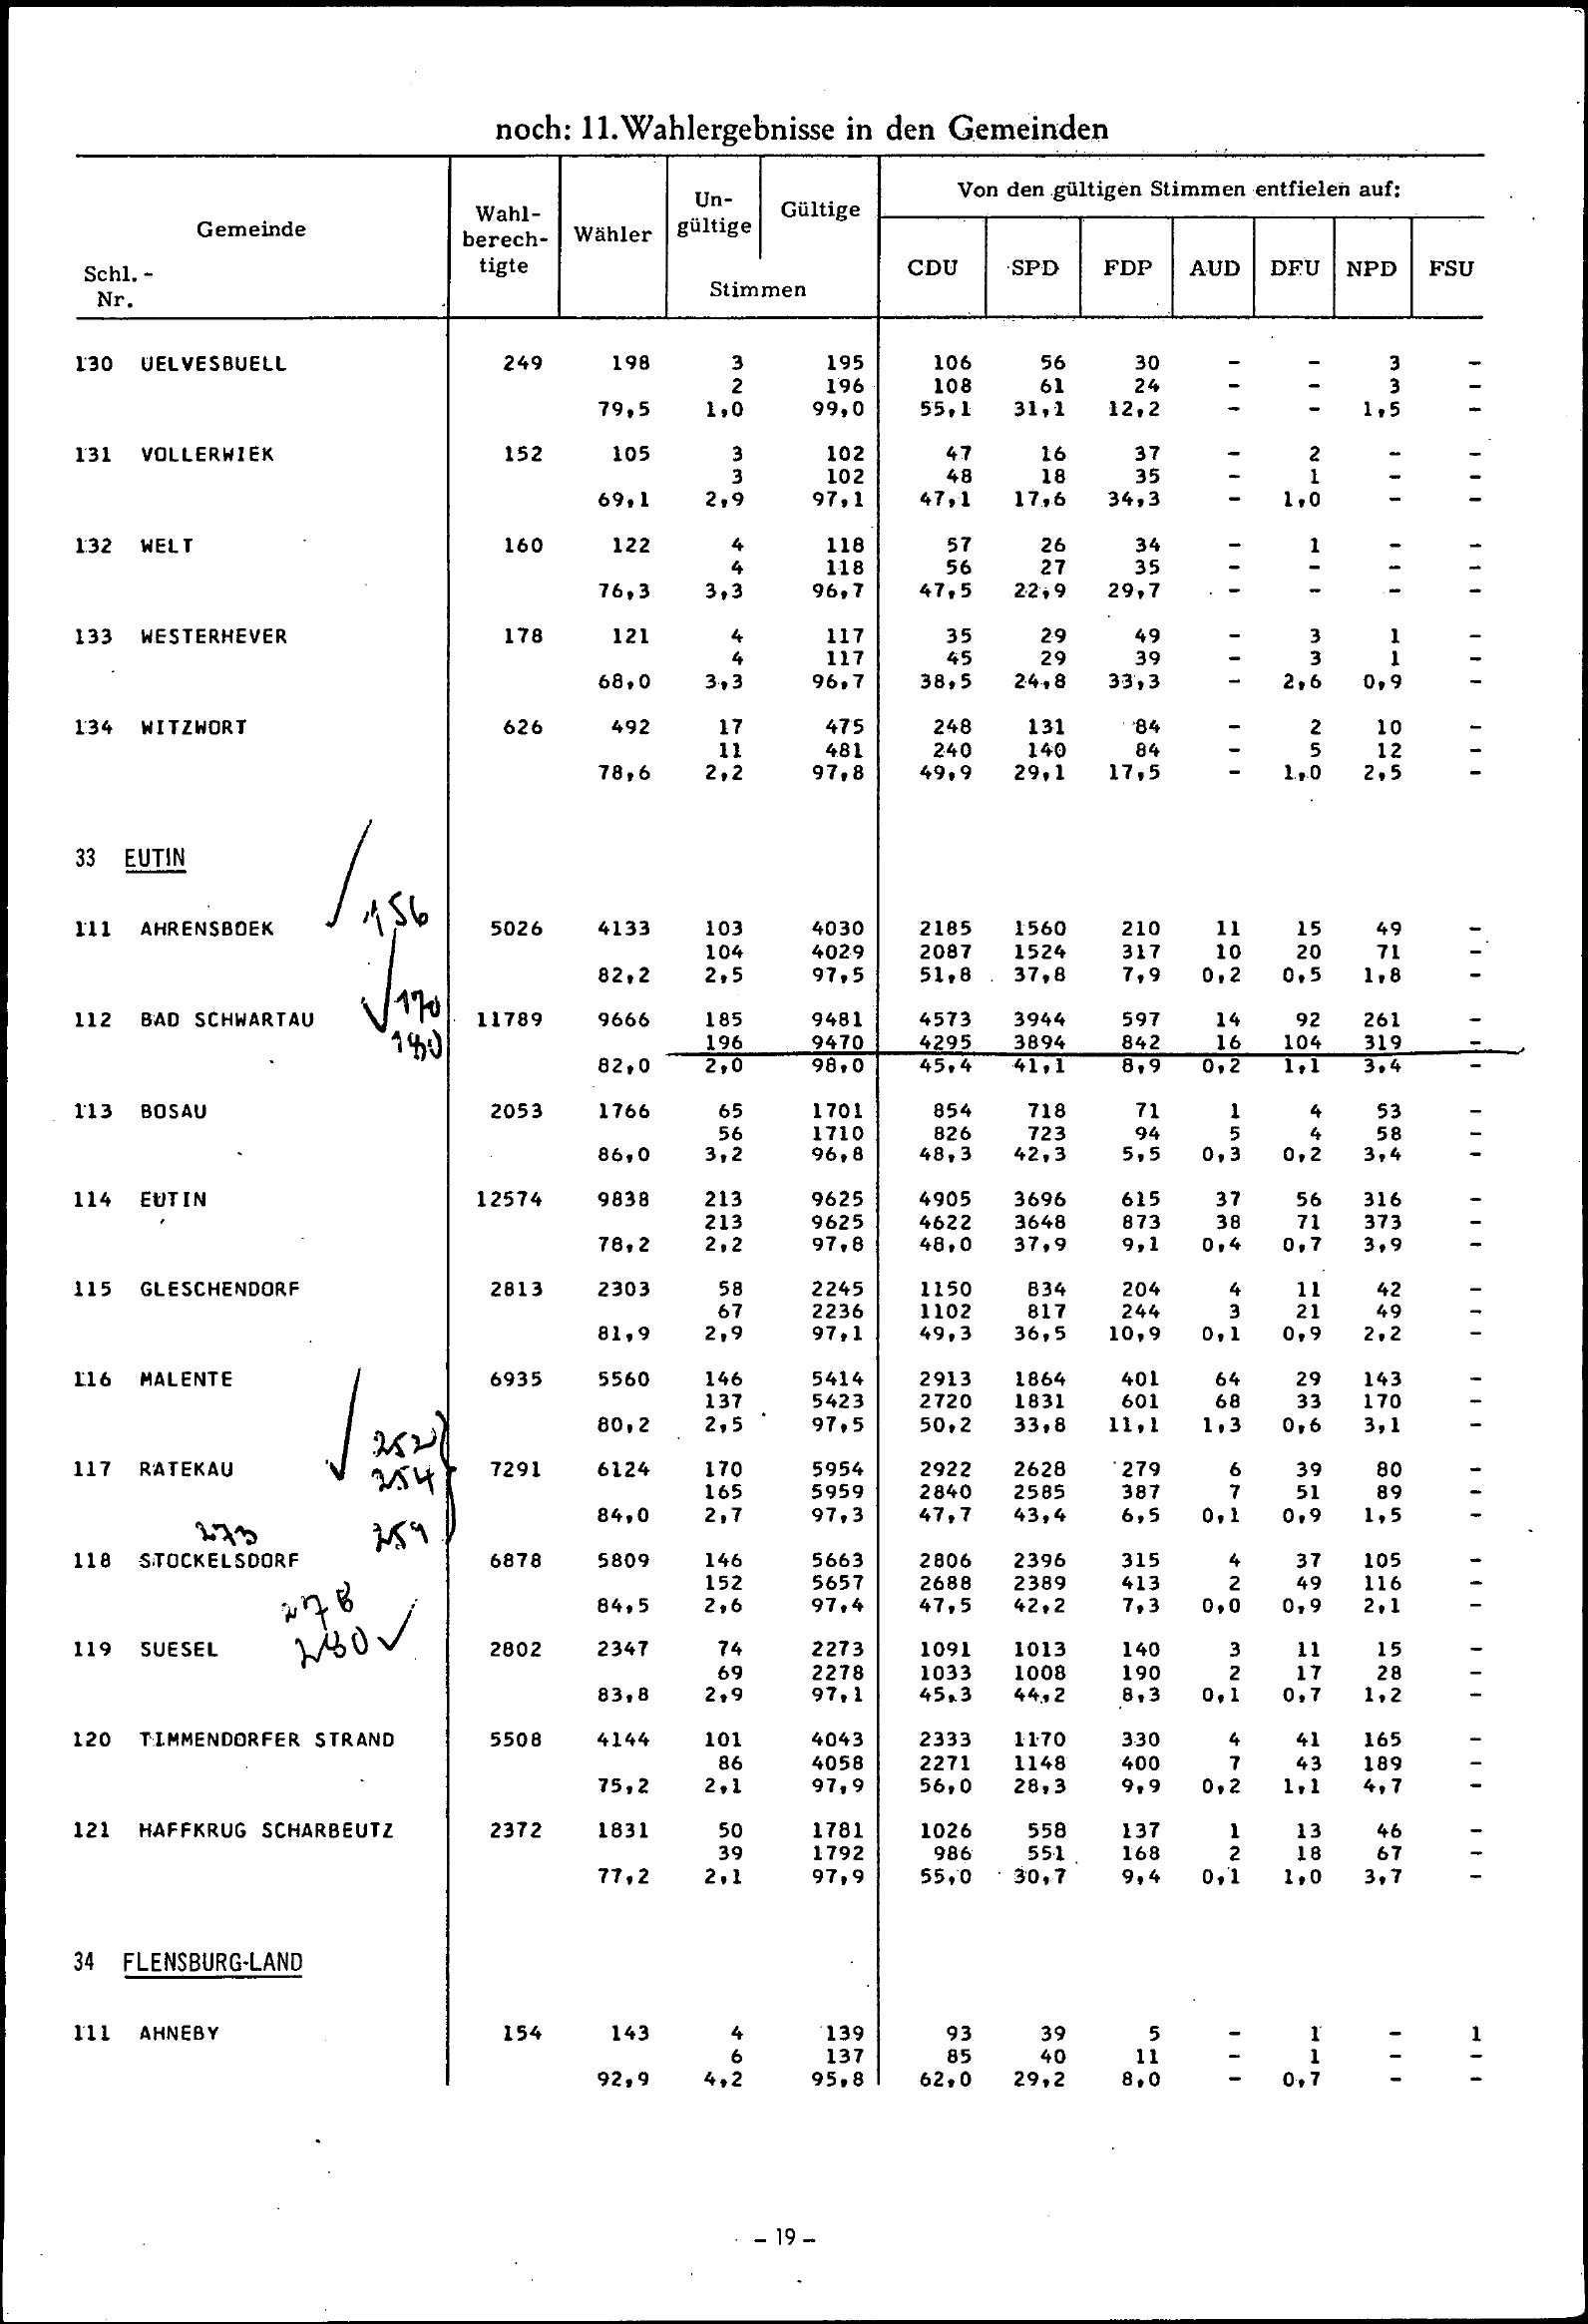 noch: 11. Wahlergebnisse in den Gemeinden
Gemeinde
Schl.-
Nr.
Wahl-
berech-
tigte
Wähler
Un-
gültige
Gültige
Stimmen
Von den gültigen Stimmen entfielen auf:
CDU SPD FDP AUD DFU NPD FSU
130 UELVESBUELL 249 198 3 195 106 56 30 - - 3 -
2 196 108 61 24 - - 3 -
79,5 1,0 99,0 55,1 31,1 12,2 - - 1,5 -
131 VOLLERWIEK 152 105 3 102 47 16 37 - 2 - -
3 102 48 18 35 - 1 - -
69,1 2,9 97,1 47,1 17,6 34,3 - 1,0 - -
132 WELT 160 122 4 118 57 26 34 - 1 - -
4 118 56 27 35 - - - -
76,3 3,3 96,7 47,5 22,9 29,7 - - - -
133 WESTERHEVER 178 121 4 117 35 29 49 - 3 1 -
4 117 45 29 39 - 3 1 -
68,0 3,3 96,7 38,5 24,8 33,3 - 2,6 0,9 -
134 WITZWORT 626 492 17 475 248 131 84 - 2 10 -
11 481 240 140 84 - 5 12 -
78,6 2,2 97,8 49,9 29,1 17,5 - 1,0 2,5 -
33 EUTIN
156
111 AHRENSBOEK 5026 4133 103 4030 2185 1560 210 11 15 49 -
104 4029 2087 1524 317 10 20 71 -
82,2 2,5 97,5 51,8 37,8 7,9 0,2 0,5 1,8 -
170
112 BAD SCHWARTAU 11789 9666 185 9481 4573 3944 597 14 92 261 -
180
196 9470 4295 3894 842 16 104 319 -
82,0 2,0 98,0 45,4 41,1 8,9 0,2 1,1 3,4 -
113 BOSAU 2053 1766 65 1701 854 718 71 1 4 53 -
56 1710 826 723 94 5 4 58 -
86,0 3,2 96,8 48,3 42,3 5,5 0,3 0,2 3,4 -
114 EUTIN 12574 9838 213 9625 4905 3696 615 37 56 316 -
213 9625 4622 3648 873 38 71 373 -
78,2 2,2 97,8 48,0 37,9 9,1 0,4 0,7 3,9 -
115 GLESCHENDORF 2813 2303 58 2245 1150 834 204 4 11 42 -
67 2236 1102 817 244 3 21 49 -
81,9 2,9 97,1 49,3 36,5 10,9 0,1 0,9 2,2 -
116 MALENTE 6935 5560 146 5414 2913 1864 401 64 29 143 -
137 5423 2720 1831 601 68 33 170 -
80,2 2,5 97,5 50,2 33,8 11,1 1,3 0,6 3,1 -
252
117 RATEKAU 7291 6124 170 5954 2922 2628 279 6 39 80 -
254
165 5959 2840 2585 387 7 51 89 -
84,0 2,7 97,3 47,7 43,4 6,5 0,1 0,9 1,5 -
273 259
118 STOCKELSDORF 6878 5809 146 5663 2806 2396 315 4 37 105 -
152 5657 2688 2389 413 2 49 116 -
278
84,5 2,6 97,4 47,5 42,2 7,3 0,0 0,9 2,1 -
280
119 SUESEL 2802 2347 74 2273 1091 1013 140 3 11 15 -
69 2278 1033 1008 190 2 17 28 -
83,8 2,9 97,1 45,3 44,2 8,3 0,1 0,7 1,2 -
120 TIMMENDORFER STRAND 5508 4144 101 4043 2333 1170 330 4 41 165 -
86 4058 2271 1148 400 7 43 189 -
75,2 2,1 97,9 56,0 28,3 9,9 0,2 1,1 4,7 -
121 HAFFKRUG SCHARBEUTZ 2372 1831 50 1781 1026 558 137 1 13 46 -
39 1792 986 551 168 2 18 67 -
77,2 2,1 97,9 55,0 30,7 9,4 0,1 1,0 3,7 -
34 FLENSBURG-LAND
111 AHNEBY 154 143 4 139 93 39 5 - 1 - 1
6 137 85 40 11 - 1 - -
92,9 4,2 95,8 62,0 29,2 8,0 - 0,7 - -
- 19 -